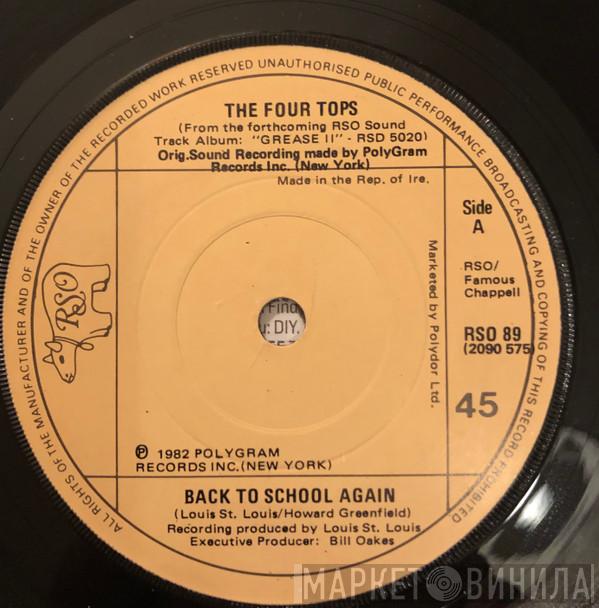 ALL RIGHTS OF THE MANUFACTURER AND OF THE OWNER OF THE RECORDED WORK RESERVED UNAUTHORISED PUBLIC PERFORMANCE BROADCASTING AND COPYING OF THIS RECORD PROHIBITED
THE FOUR TOPS
(From the forthcoming RSO Sound
Track Album: "GREASE II" - RSD 5020)
Orig.Sound Recording made by PolyGram
Records Inc. (New York)
Made in the Rep. of Ire.
Side
A
RSO/
Famous
Chappell
RSO 89
(2090 575)
45
Marketed by Polydor Ltd.
RSO
Find
: DIY.
℗ 1982 POLYGRAM
RECORDS INC.(NEW YORK)
BACK TO SCHOOL AGAIN
(Louis St. Louis/Howard Greenfield)
Recording produced by Louis St. Louis
Executive Producer: Bill Oakes
МАРКЕТ ВИНИЛА